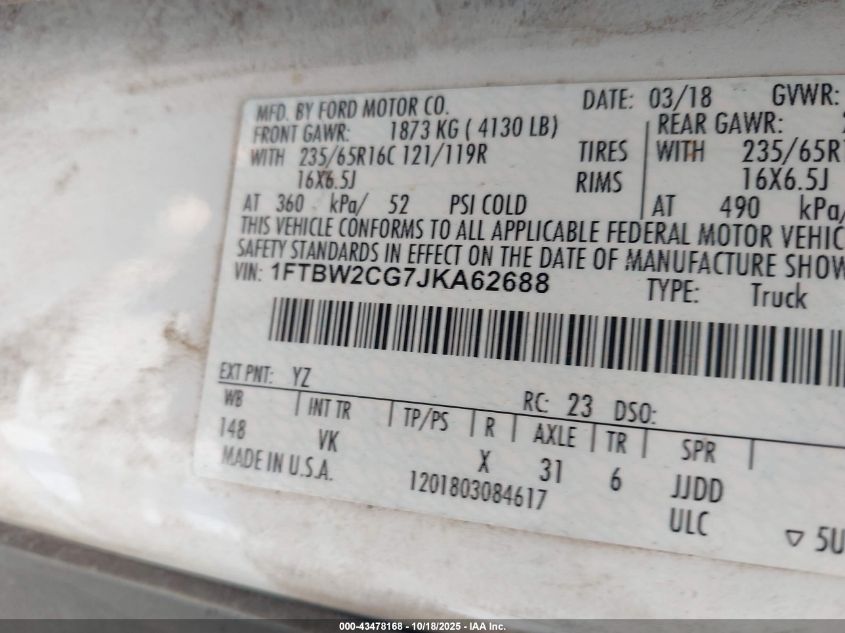 MFD. BY FORD MOTOR CO. DATE: 03/18 GVWR:
FRONT GAWR: 1873 KG ( 4130 LB) REAR GAWR:
WITH 235/65R16C 121/119R TIRES WITH 235/65R
16X6.5J RIMS 16X6.5J
AT 360 kPa/ 52 PSI COLD AT 490 kPa/
THIS VEHICLE CONFORMS TO ALL APPLICABLE FEDERAL MOTOR VEHIC
SAFETY STANDARDS IN EFFECT ON THE DATE OF MANUFACTURE SHOW
VIN: 1FTBW2CG7JKA62688 TYPE: Truck
EXT PNT: YZ RC: 23 DSO:
WB INT TR TP/PS R AXLE TR SPR
148 VK X 31 6 JJDD
MADE IN U.S.A. 1201803084617 ULC ▽ 5U
000-43478168 - 10/18/2025 - IAA Inc.